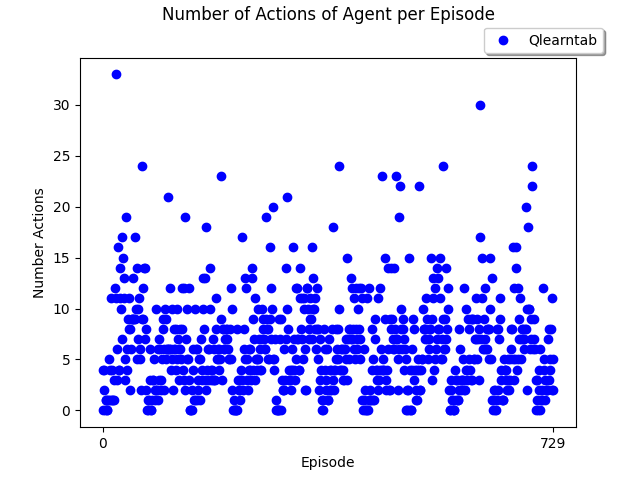 Number of Actions of Agent per Episode
Qlearntab
30
25
20
15
10
5
0
Number Actions
0 729
Episode